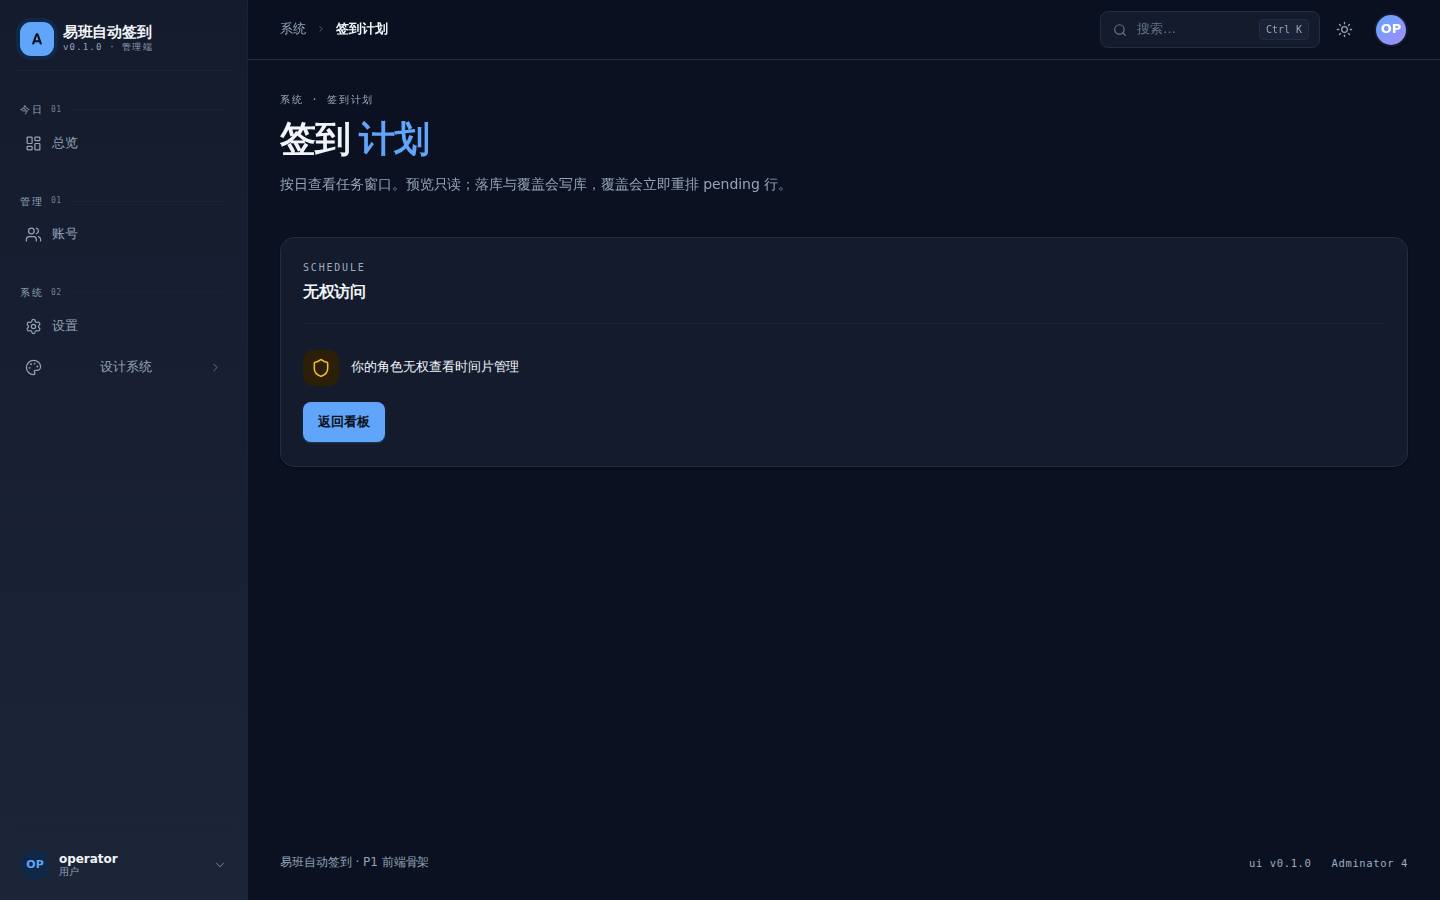 A
易班自动签到
v0.1.0 · 管理端
今日 01
总览
管理 01
账号
系统 02
设置
设计系统
OP
operator
用户
系统 › 签到计划
搜索...
Ctrl K
OP
系统 · 签到计划
签到 计划
按日查看任务窗口。预览只读；落库与覆盖会写库，覆盖会立即重排 pending 行。
SCHEDULE
无权访问
你的角色无权查看时间片管理
返回看板
易班自动签到 · P1 前端骨架
ui v0.1.0 Adminator 4